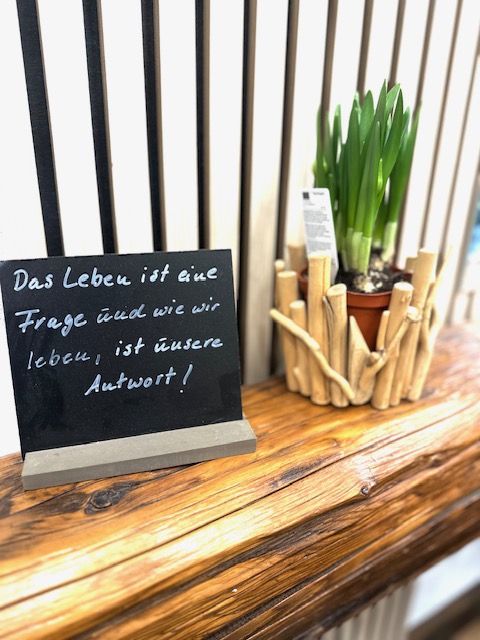 Das Leben ist eine
Frage und wie wir
leben, ist unsere
Antwort!